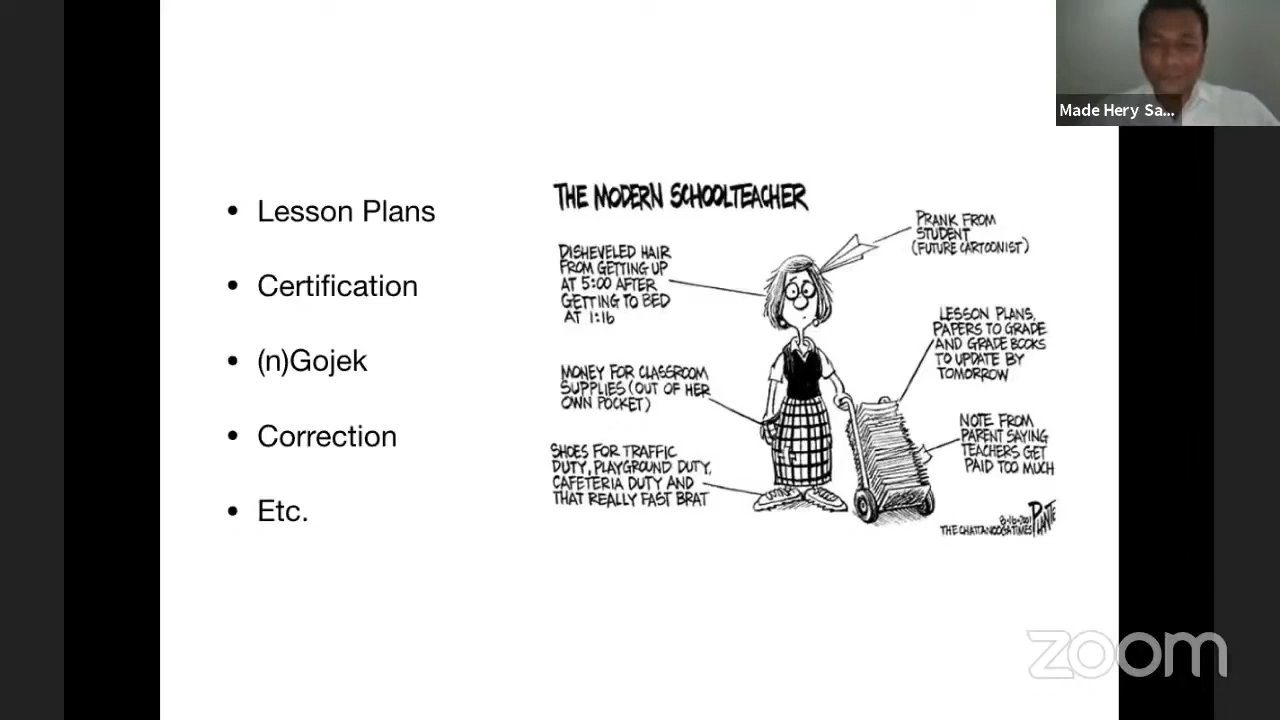 Made Hery Sa...
• Lesson Plans
• Certification
• (n)Gojek
• Correction
• Etc.
THE MODERN SCHOOLTEACHER
DISHEVELED HAIR
FROM GETTING UP
AT 5:00 AFTER
GETTING TO BED
AT 1:16
MONEY FOR CLASSROOM
SUPPLIES (OUT OF HER
OWN POCKET)
SHOES FOR TRAFFIC
DUTY, PLAYGROUND DUTY,
CAFETERIA DUTY AND
THAT REALLY FAST BRAT
PRANK FROM
STUDENT
(FUTURE CARTOONIST)
LESSON PLANS,
PAPERS TO GRADE
AND GRADE BOOKS
TO UPDATE BY
TOMORROW
NOTE FROM
PARENT SAYING
TEACHERS GET
PAID TOO MUCH
8-16-2001
THE CHATTANOOGA TIMES
PLANTE
zoom